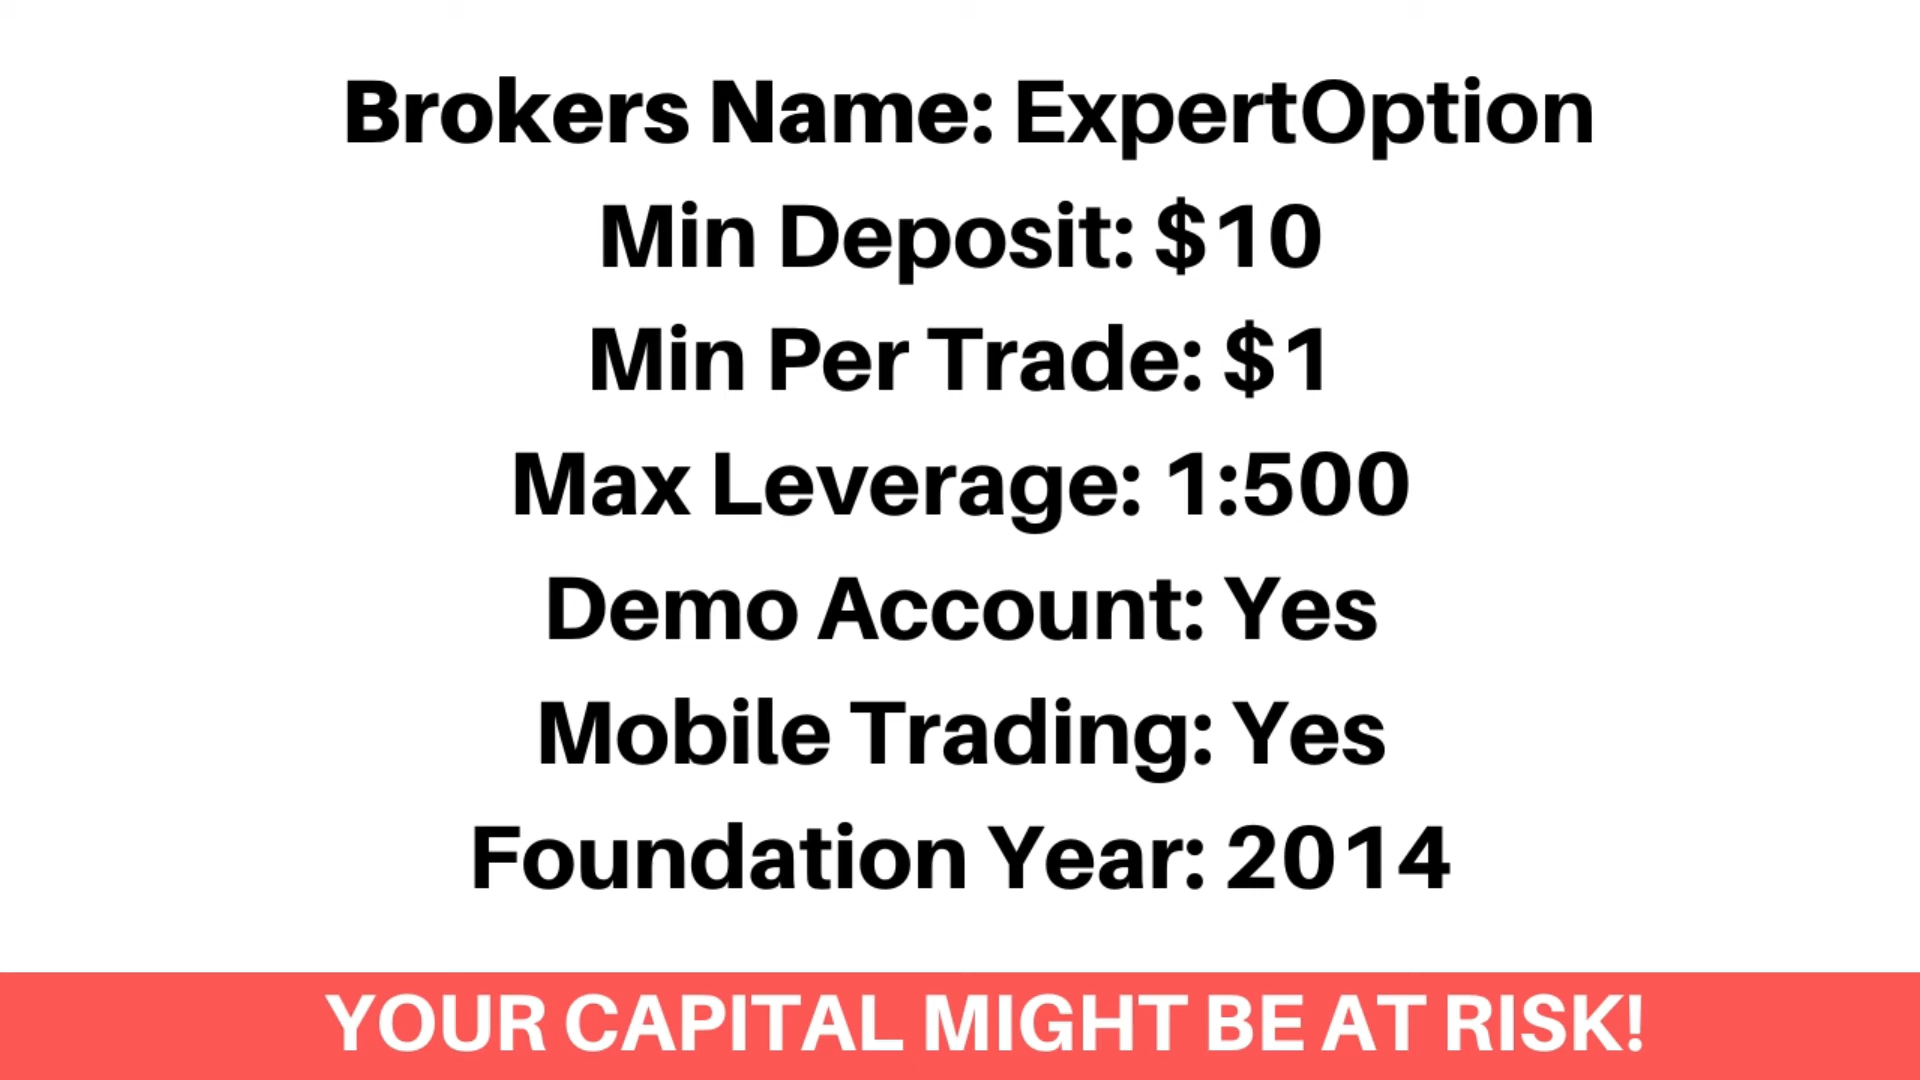 Brokers Name: ExpertOption
Min Deposit: $10
Min Per Trade: $1
Max Leverage: 1:500
Demo Account: Yes
Mobile Trading: Yes
Foundation Year: 2014
YOUR CAPITAL MIGHT BE AT RISK!